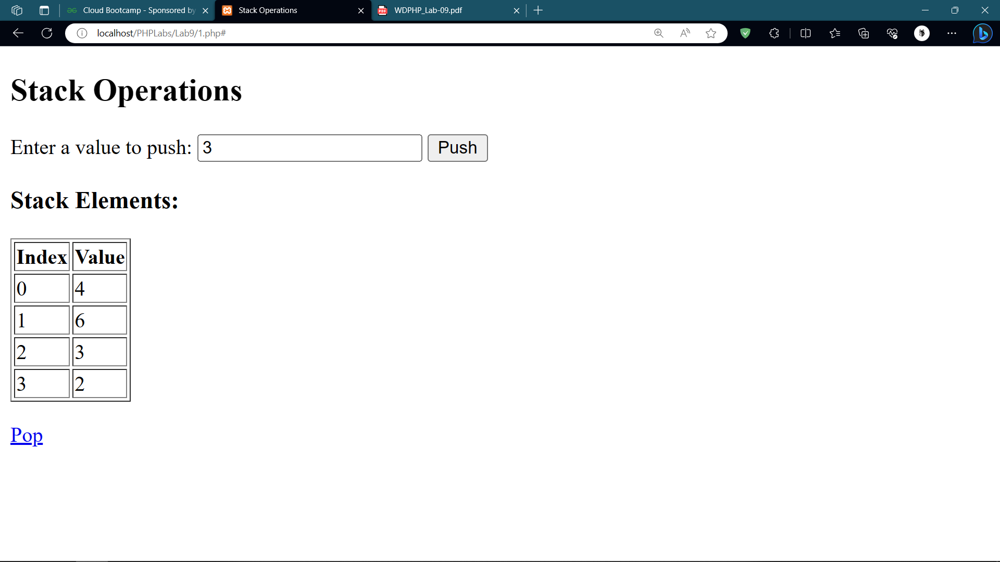 Cloud Bootcamp - Sponsored by
Stack Operations
PDF
WDPHP_Lab-09.pdf
localhost/PHPLabs/Lab9/1.php#
Stack Operations
Enter a value to push: 3 Push
Stack Elements:
Index Value
0 4
1 6
2 3
3 2
Pop